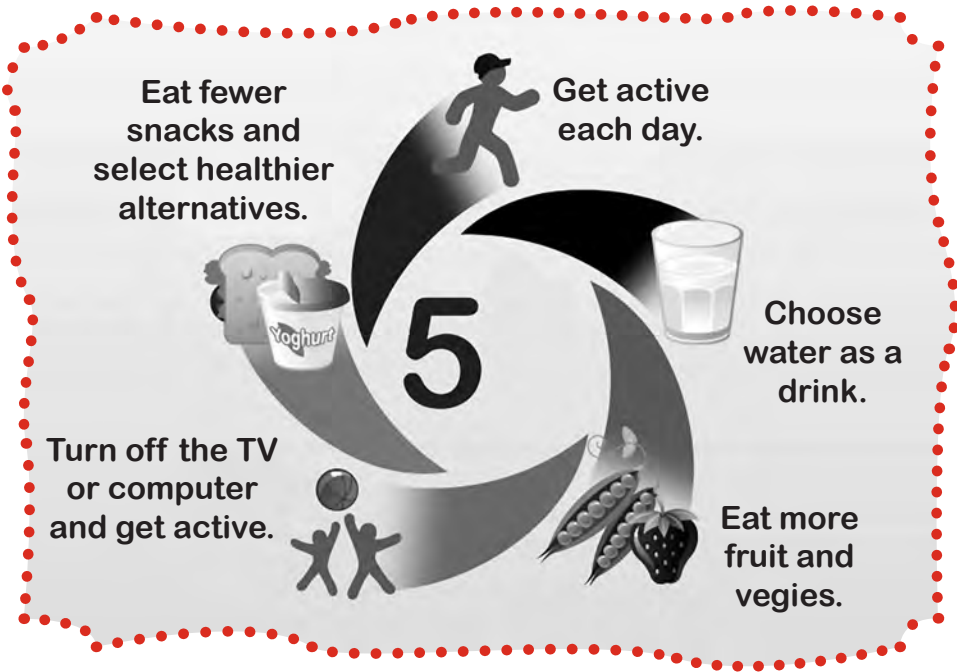 Eat fewer
snacks and
select healthier
alternatives.
Get active
each day.
Yoghurt
5
Choose
water as a
drink.
Turn off the TV
or computer
and get active.
Eat more
fruit and
vegies.